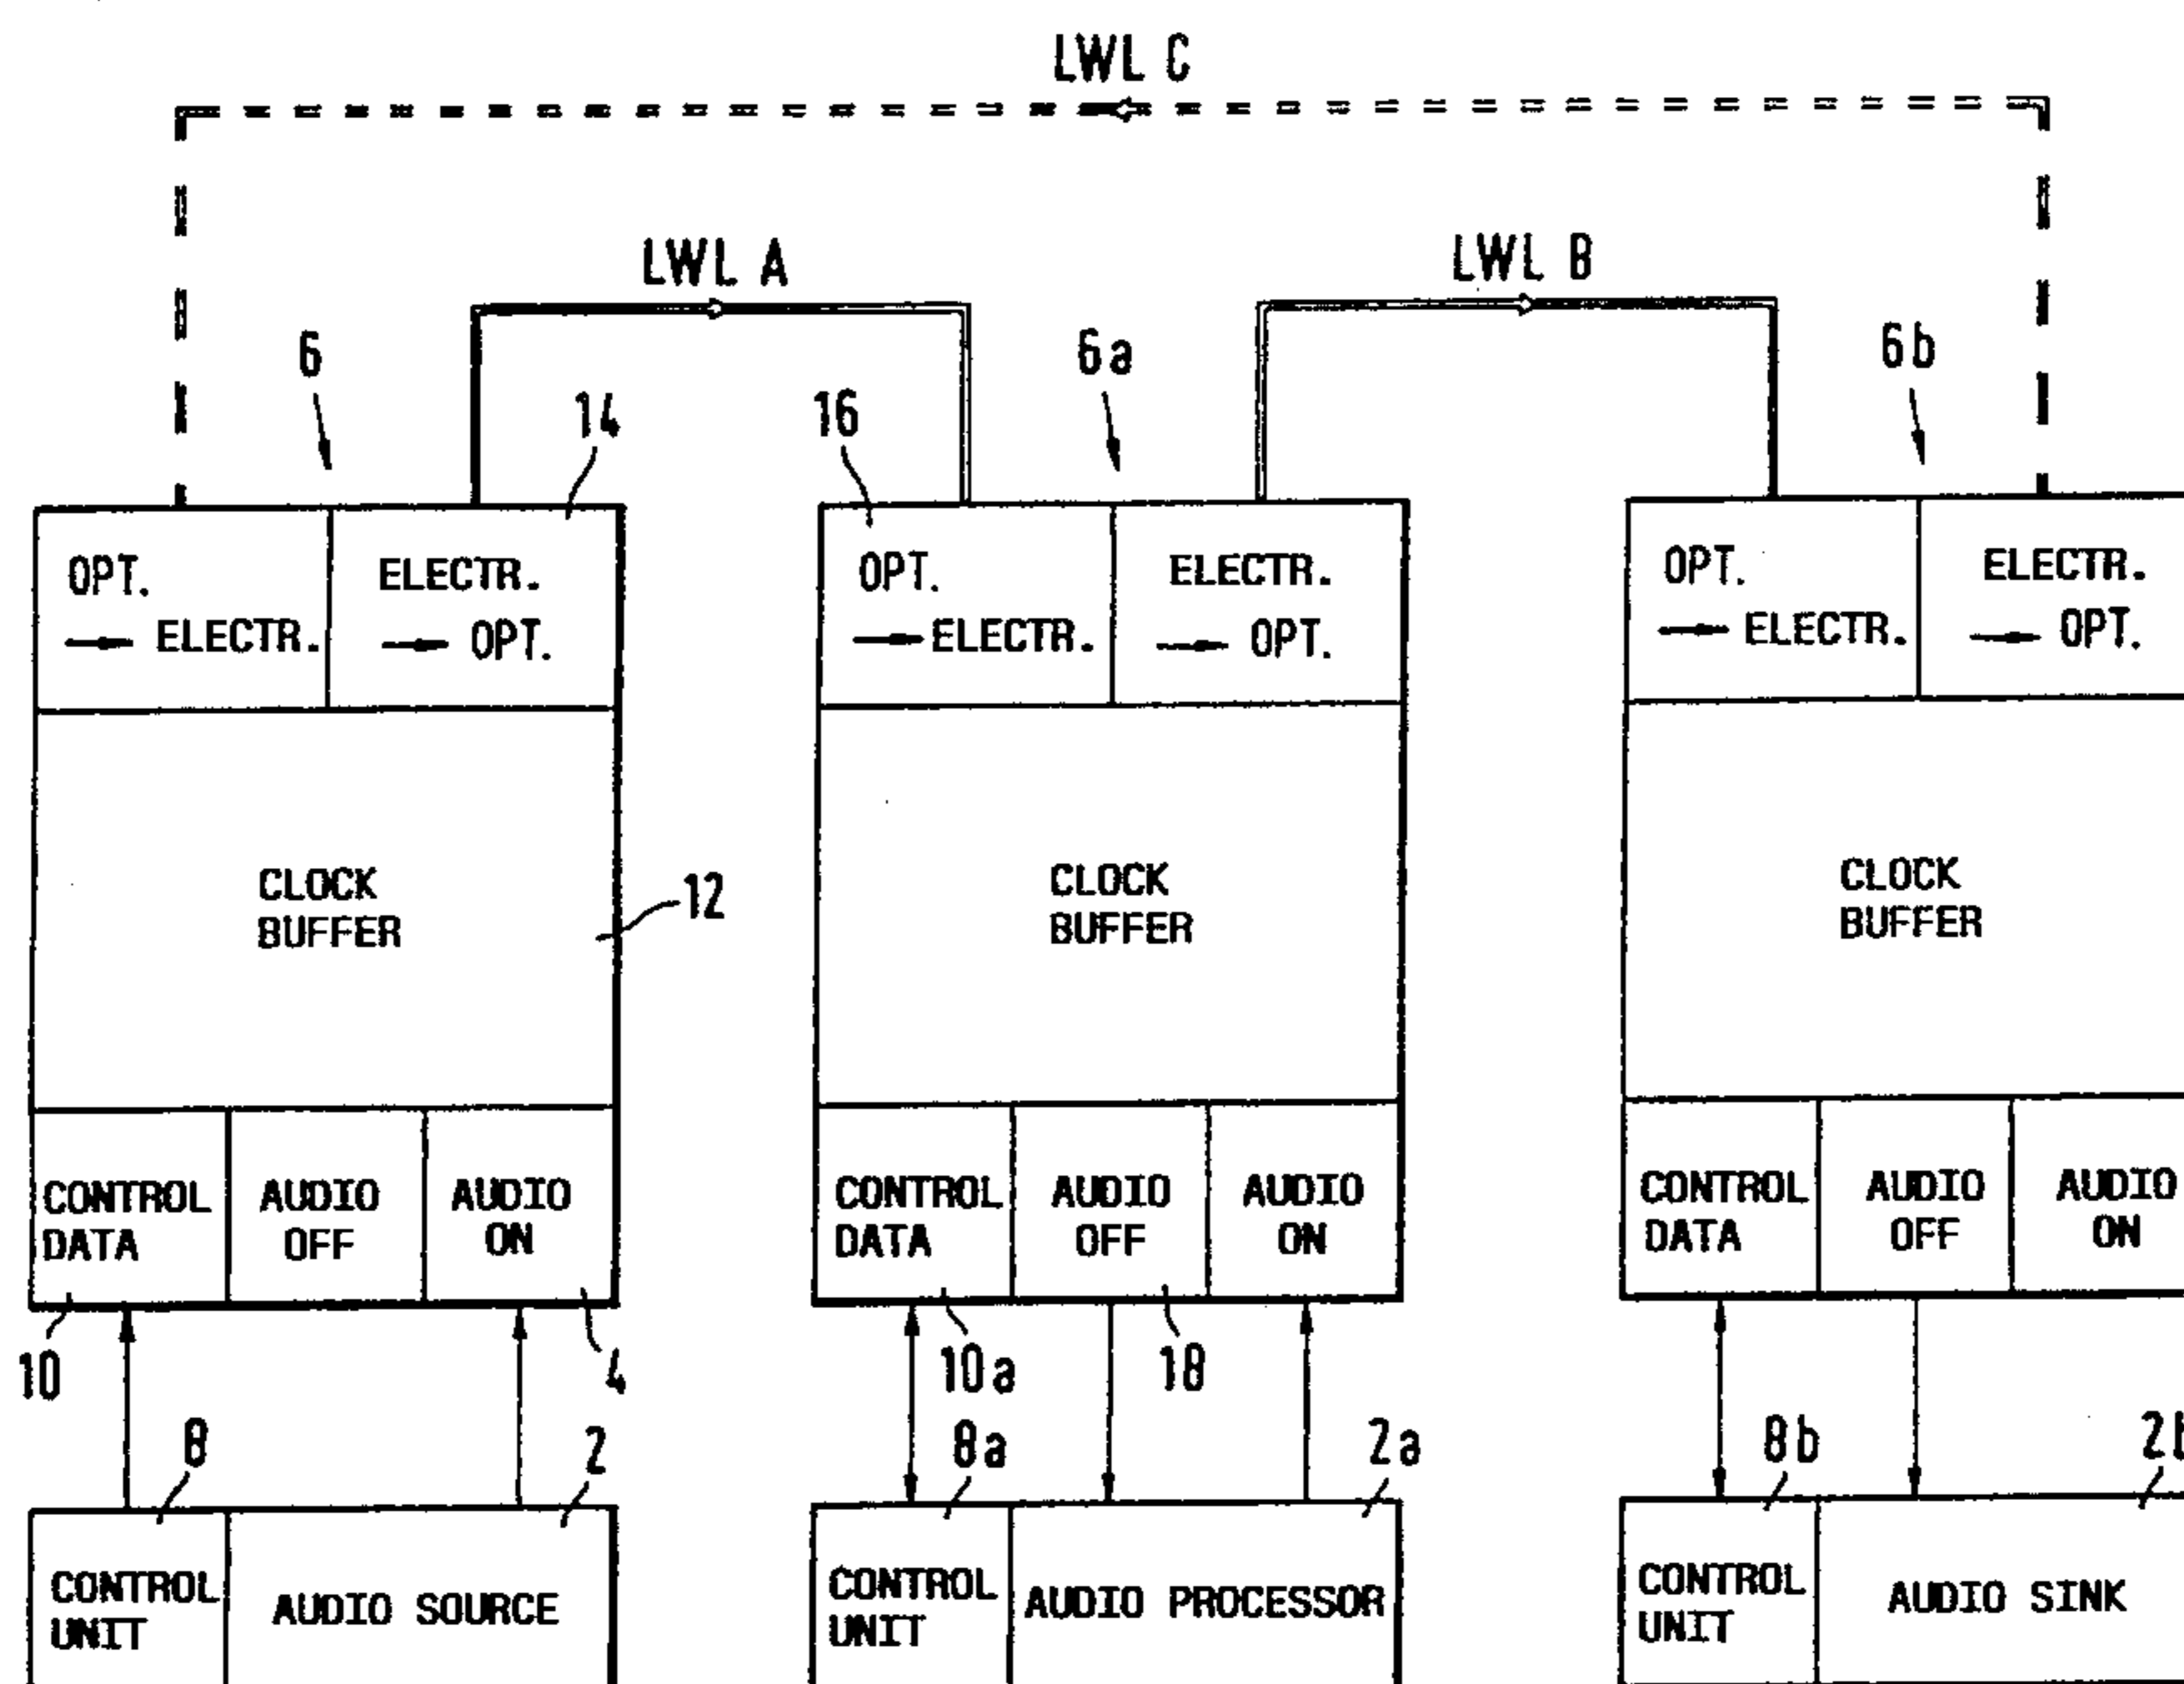 LWL C
LWL A
LWL B
6
6a
6b
14
16
OPT.
→ ELECTR.
ELECTR.
→ OPT.
OPT.
→ ELECTR.
ELECTR.
→ OPT.
OPT.
→ ELECTR.
ELECTR.
→ OPT.
CLOCK
BUFFER
12
CLOCK
BUFFER
CLOCK
BUFFER
CONTROL
DATA
AUDIO
OFF
AUDIO
ON
CONTROL
DATA
AUDIO
OFF
AUDIO
ON
CONTROL
DATA
AUDIO
OFF
AUDIO
ON
10
4
10a
18
8
2
8a
2a
8b
2b
CONTROL
UNIT
AUDIO SOURCE
CONTROL
UNIT
AUDIO PROCESSOR
CONTROL
UNIT
AUDIO SINK